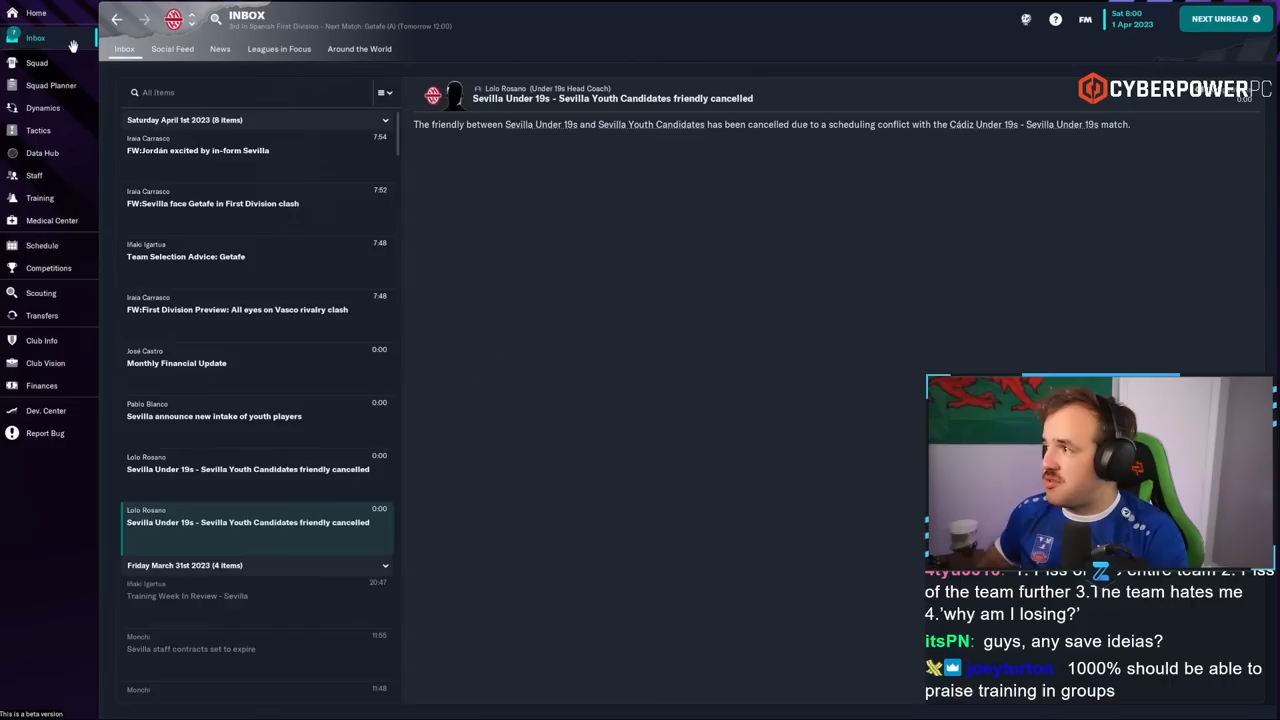 Home
Inbox
Squad
Squad Planner
Dynamics
Tactics
Data Hub
Staff
Training
Medical Center
Schedule
Competitions
Scouting
Transfers
Club Info
Club Vision
Finances
Dev. Center
Report Bug
This is a beta version
INBOX
3rd in Spanish First Division - Next Match: Getafe (A) (Tomorrow 12:00)
FM
Sat 8:00
1 Apr 2023
NEXT UNREAD
Inbox
Social Feed
News
Leagues in Focus
Around the World
All Items
Saturday April 1st 2023 (8 items)
Iraia Carrasco 7:54
FW:Jordán excited by in-form Sevilla
Iraia Carrasco 7:52
FW:Sevilla face Getafe in First Division clash
Iñaki Igartua 7:48
Team Selection Advice: Getafe
Iraia Carrasco 7:48
FW:First Division Preview: All eyes on Vasco rivalry clash
José Castro 0:00
Monthly Financial Update
Pablo Blanco 0:00
Sevilla announce new intake of youth players
Lolo Rosano 0:00
Sevilla Under 19s - Sevilla Youth Candidates friendly cancelled
Lolo Rosano 0:00
Sevilla Under 19s - Sevilla Youth Candidates friendly cancelled
Friday March 31st 2023 (4 items)
Iñaki Igartua 20:47
Training Week In Review - Sevilla
Monchi 11:55
Sevilla staff contracts set to expire
Monchi 11:48
Lolo Rosano (Under 19s Head Coach)
Sevilla Under 19s - Sevilla Youth Candidates friendly cancelled
The friendly between Sevilla Under 19s and Sevilla Youth Candidates has been cancelled due to a scheduling conflict with the Cádiz Under 19s - Sevilla Under 19s match.
CYBERPOWERPC
0:00
entire team 2.
of the team further 3.The team hates me
4.'why am I losing?'
itsPN: guys, any save ideias?
joeyturton: 1000% should be able to
praise training in groups